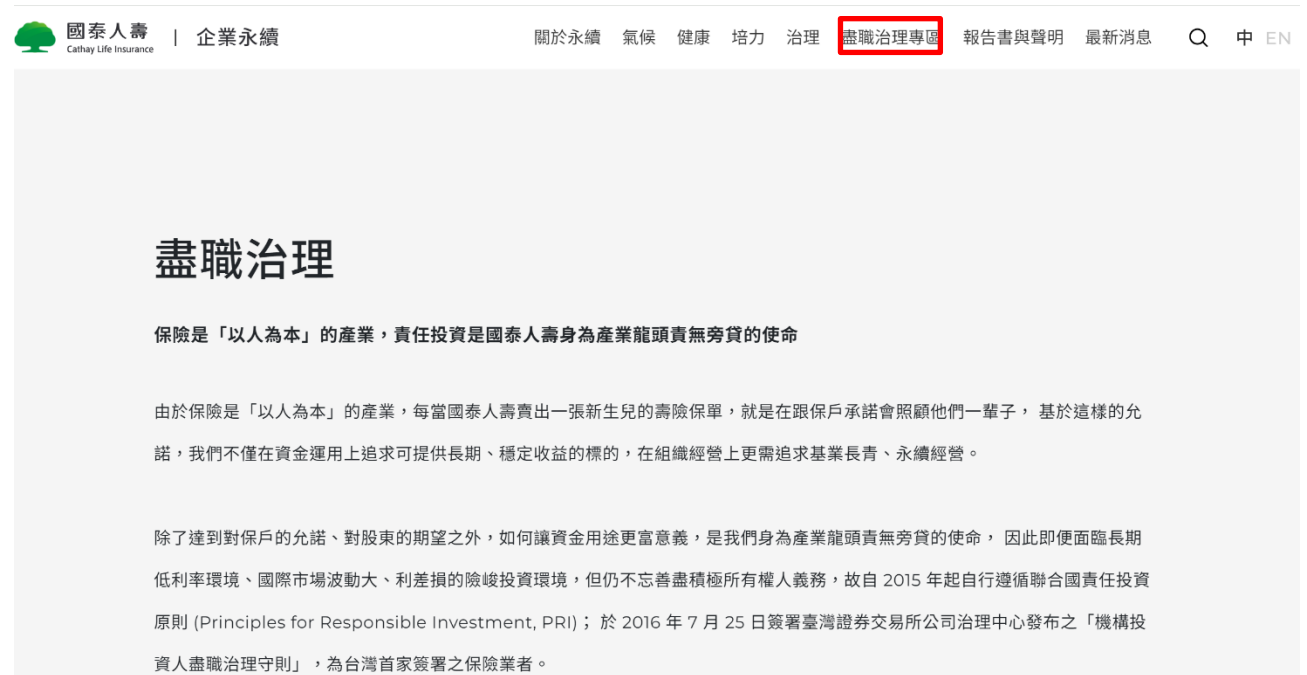 國泰人壽
Cathay Life Insurance
| 企業永續
關於永續 氣候 健康 培力 治理 盡職治理專區 報告書與聲明 最新消息 中 EN
盡職治理
保險是「以人為本」的產業，責任投資是國泰人壽身為產業龍頭責無旁貸的使命
由於保險是「以人為本」的產業，每當國泰人壽賣出一張新生兒的壽險保單，就是在跟保戶承諾會照顧他們一輩子， 基於這樣的允
諾，我們不僅在資金運用上追求可提供長期、穩定收益的標的，在組織經營上更需追求基業長青、永續經營。
除了達到對保戶的允諾、對股東的期望之外，如何讓資金用途更富意義，是我們身為產業龍頭責無旁貸的使命， 因此即便面臨長期
低利率環境、國際市場波動大、利差損的險峻投資環境，但仍不忘善盡積極所有權人義務，故自 2015 年起自行遵循聯合國責任投資
原則 (Principles for Responsible Investment, PRI)； 於 2016 年 7 月 25 日簽署臺灣證券交易所公司治理中心發布之「機構投
資人盡職治理守則」，為台灣首家簽署之保險業者。